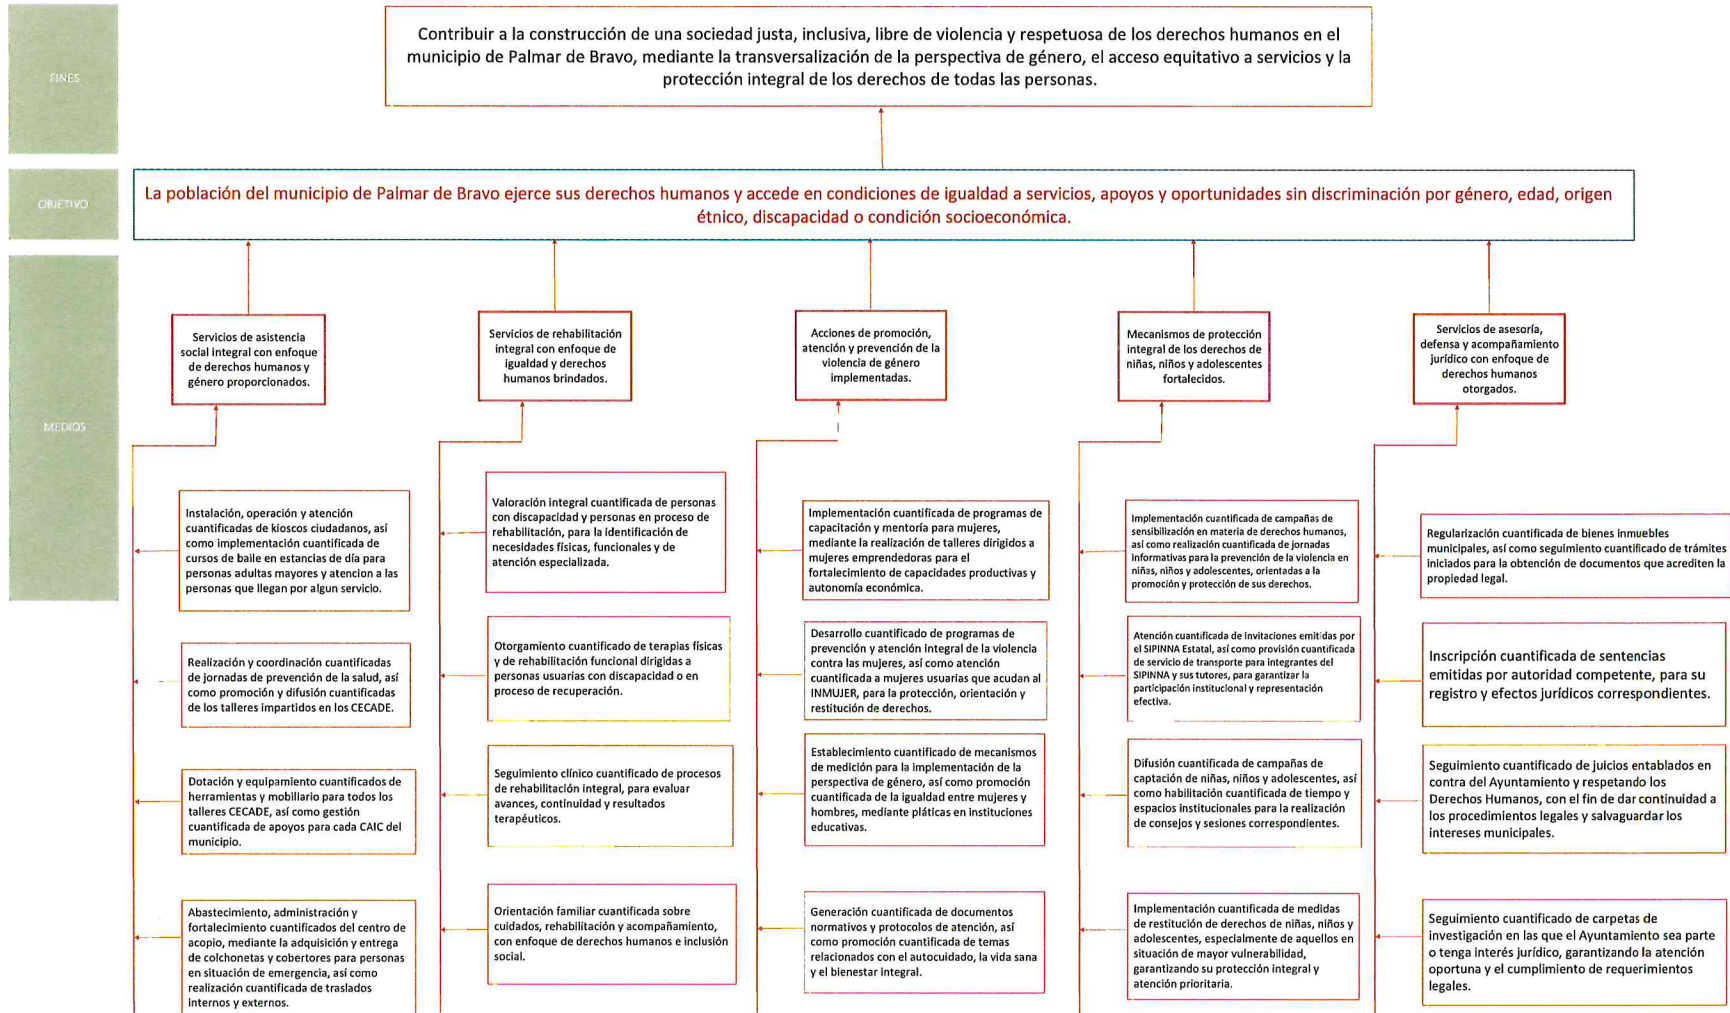 FINES
Contribuir a la construcción de una sociedad justa, inclusiva, libre de violencia y respetuosa de los derechos humanos en el
municipio de Palmar de Bravo, mediante la transversalización de la perspectiva de género, el acceso equitativo a servicios y la
protección integral de los derechos de todas las personas.
OBJETIVO
La población del municipio de Palmar de Bravo ejerce sus derechos humanos y accede en condiciones de igualdad a servicios, apoyos y oportunidades sin discriminación por género, edad, origen
étnico, discapacidad o condición socioeconómica.
MEDIOS
Servicios de asistencia
social integral con enfoque
de derechos humanos y
género proporcionados.
Servicios de rehabilitación
integral con enfoque de
igualdad y derechos
humanos brindados.
Acciones de promoción,
atención y prevención de la
violencia de género
implementadas.
Mecanismos de protección
integral de los derechos de
niñas, niños y adolescentes
fortalecidos.
Servicios de asesoría,
defensa y acompañamiento
jurídico con enfoque de
derechos humanos
otorgados.
Instalación, operación y atención
cuantificadas de kioscos ciudadanos, así
como implementación cuantificada de
cursos de baile en estancias de día para
personas adultas mayores y atencion a las
personas que llegan por algun servicio.
Valoración integral cuantificada de personas
con discapacidad y personas en proceso de
rehabilitación, para la identificación de
necesidades físicas, funcionales y de
atención especializada.
Implementación cuantificada de programas de
capacitación y mentoría para mujeres,
mediante la realización de talleres dirigidos a
mujeres emprendedoras para el
fortalecimiento de capacidades productivas y
autonomía económica.
Implementación cuantificada de campañas de
sensibilización en materia de derechos humanos,
así como realización cuantificada de jornadas
informativas para la prevención de la violencia en
niñas, niños y adolescentes, orientadas a la
promoción y protección de sus derechos.
Regularización cuantificada de bienes inmuebles
municipales, así como seguimiento cuantificado de trámites
iniciados para la obtención de documentos que acrediten la
propiedad legal.
Realización y coordinación cuantificadas
de jornadas de prevención de la salud, así
como promoción y difusión cuantificadas
de los talleres impartidos en los CECADE.
Otorgamiento cuantificado de terapias físicas
y de rehabilitación funcional dirigidas a
personas usuarias con discapacidad o en
proceso de recuperación.
Desarrollo cuantificado de programas de
prevención y atención integral de la violencia
contra las mujeres, así como atención
cuantificada a mujeres usuarias que acudan al
INMUJER, para la protección, orientación y
restitución de derechos.
Atención cuantificada de invitaciones emitidas por
el SIPINNA Estatal, así como provisión cuantificada
de servicio de transporte para integrantes del
SIPINNA y sus tutores, para garantizar la
participación institucional y representación
efectiva.
Inscripción cuantificada de sentencias
emitidas por autoridad competente, para su
registro y efectos jurídicos correspondientes.
Dotación y equipamiento cuantificados de
herramientas y mobiliario para todos los
talleres CECADE, así como gestión
cuantificada de apoyos para cada CAIC del
municipio.
Seguimiento clínico cuantificado de procesos
de rehabilitación integral, para evaluar
avances, continuidad y resultados
terapéuticos.
Establecimiento cuantificado de mecanismos
de medición para la implementación de la
perspectiva de género, así como promoción
cuantificada de la igualdad entre mujeres y
hombres, mediante pláticas en instituciones
educativas.
Difusión cuantificada de campañas de
captación de niñas, niños y adolescentes, así
como habilitación cuantificada de tiempo y
espacios institucionales para la realización
de consejos y sesiones correspondientes.
Seguimiento cuantificado de juicios entablados en
contra del Ayuntamiento y respetando los
Derechos Humanos, con el fin de dar continuidad a
los procedimientos legales y salvaguardar los
intereses municipales.
Abastecimiento, administración y
fortalecimiento cuantificados del centro de
acopio, mediante la adquisición y entrega
de colchonetas y cobertores para personas
en situación de emergencia, así como
realización cuantificada de traslados
internos y externos.
Orientación familiar cuantificada sobre
cuidados, rehabilitación y acompañamiento,
con enfoque de derechos humanos e inclusión
social.
Generación cuantificada de documentos
normativos y protocolos de atención, así
como promoción cuantificada de temas
relacionados con el autocuidado, la vida sana
y el bienestar integral.
Implementación cuantificada de medidas
de restitución de derechos de niñas, niños y
adolescentes, especialmente de aquellos en
situación de mayor vulnerabilidad,
garantizando su protección integral y
atención prioritaria.
Seguimiento cuantificado de carpetas de
investigación en las que el Ayuntamiento sea parte
o tenga interés jurídico, garantizando la atención
oportuna y el cumplimiento de requerimientos
legales.